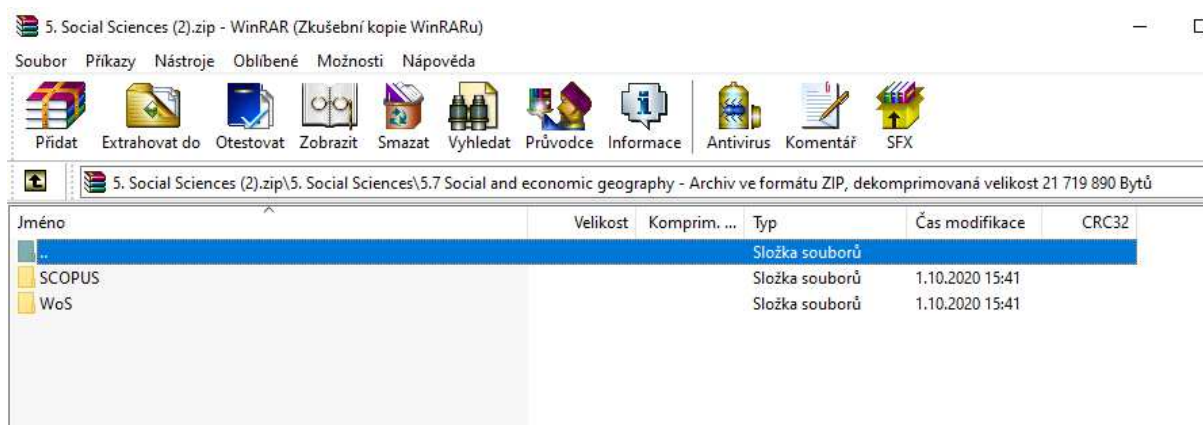 5. Social Sciences (2).zip - WinRAR (Zkušební kopie WinRARu)
Soubor Příkazy Nástroje Oblíbené Možnosti Nápověda
Přidat Extrahovat do Otestovat Zobrazit Smazat Vyhledat Průvodce Informace Antivirus Komentář SFX
5. Social Sciences (2).zip\5. Social Sciences\5.7 Social and economic geography - Archiv ve formátu ZIP, dekomprimovaná velikost 21 719 890 Bytů
Jméno Velikost Komprim. ... Typ Čas modifikace CRC32
.. Složka souborů
SCOPUS Složka souborů 1.10.2020 15:41
WoS Složka souborů 1.10.2020 15:41